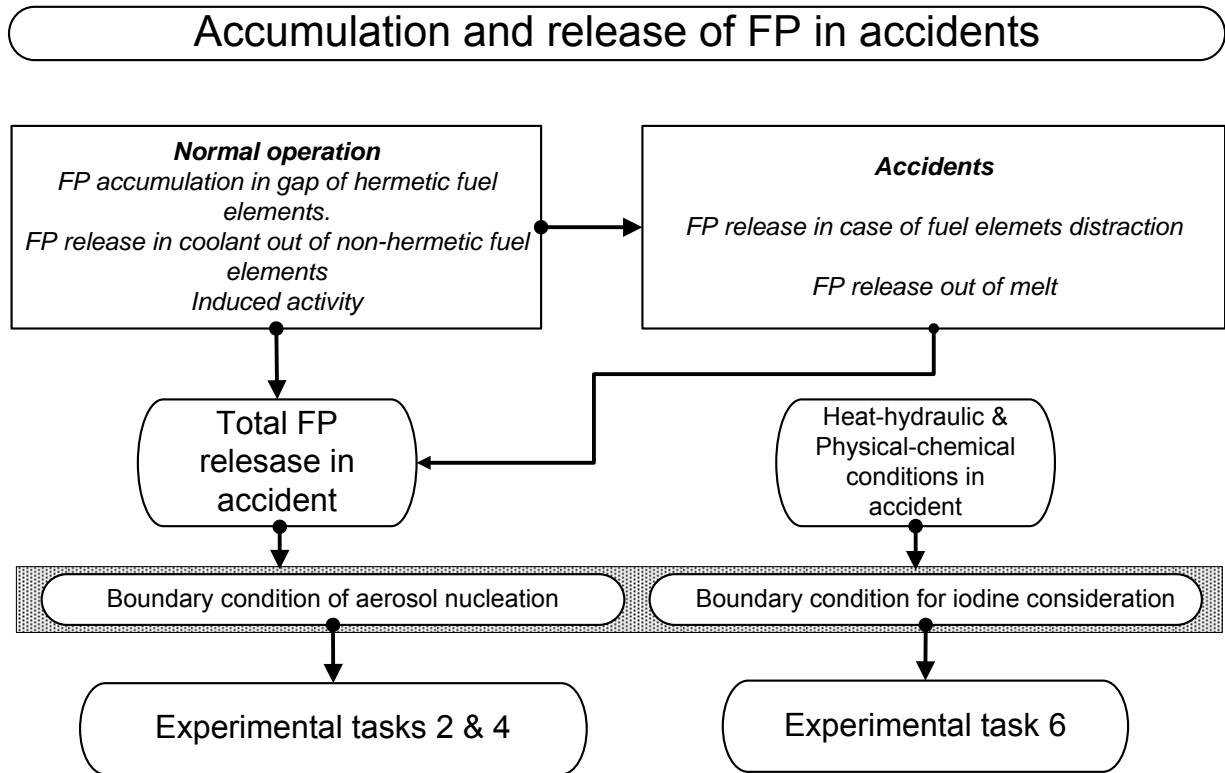 Accumulation and release of FP in accidents
Normal operation
FP accumulation in gap of hermetic fuel
elements.
FP release in coolant out of non-hermetic fuel
elements
Induced activity
Accidents
FP release in case of fuel elemets distraction
FP release out of melt
Total FP
relesase in
accident
Heat-hydraulic &
Physical-chemical
conditions in
accident
Boundary condition of aerosol nucleation
Boundary condition for iodine consideration
Experimental tasks 2 & 4
Experimental task 6